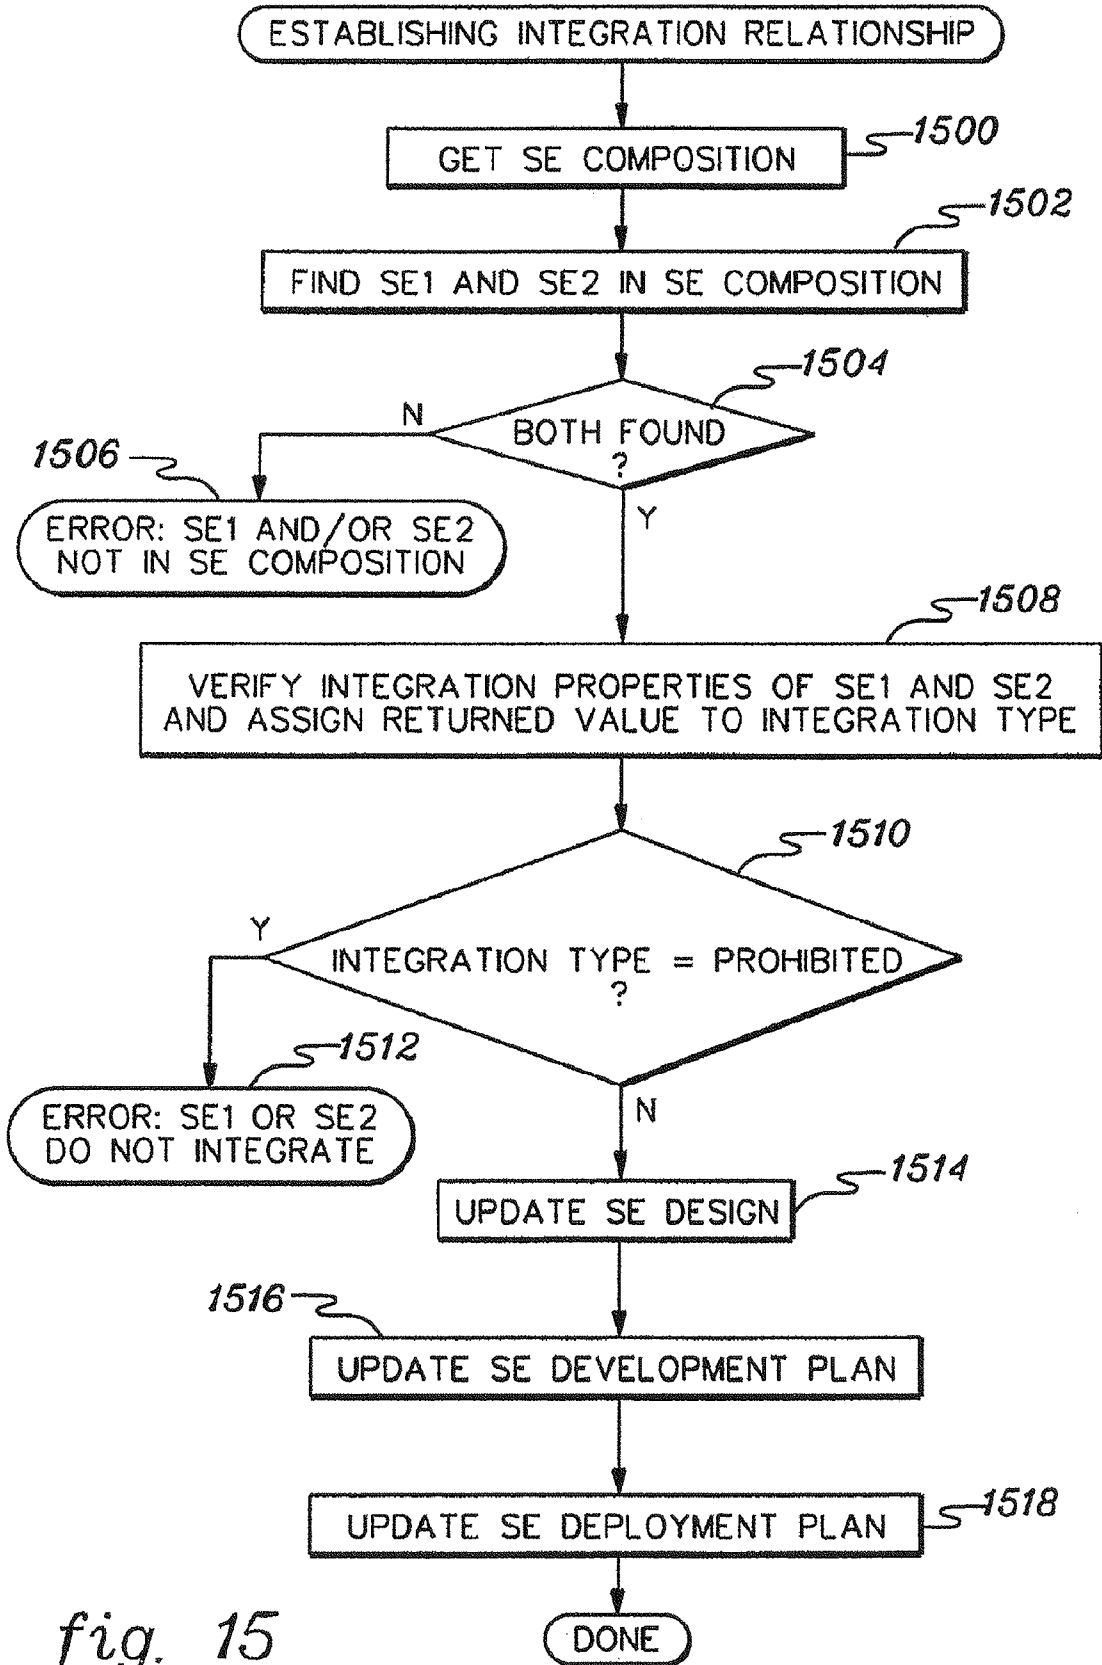 ESTABLISHING INTEGRATION RELATIONSHIP
1500
GET SE COMPOSITION
1502
FIND SE1 AND SE2 IN SE COMPOSITION
1504
N
BOTH FOUND
?
1506
Y
ERROR: SE1 AND/OR SE2
NOT IN SE COMPOSITION
1508
VERIFY INTEGRATION PROPERTIES OF SE1 AND SE2
AND ASSIGN RETURNED VALUE TO INTEGRATION TYPE
1510
Y
INTEGRATION TYPE = PROHIBITED
?
1512
N
ERROR: SE1 OR SE2
DO NOT INTEGRATE
1514
UPDATE SE DESIGN
1516
UPDATE SE DEVELOPMENT PLAN
1518
UPDATE SE DEPLOYMENT PLAN
DONE
fig. 15